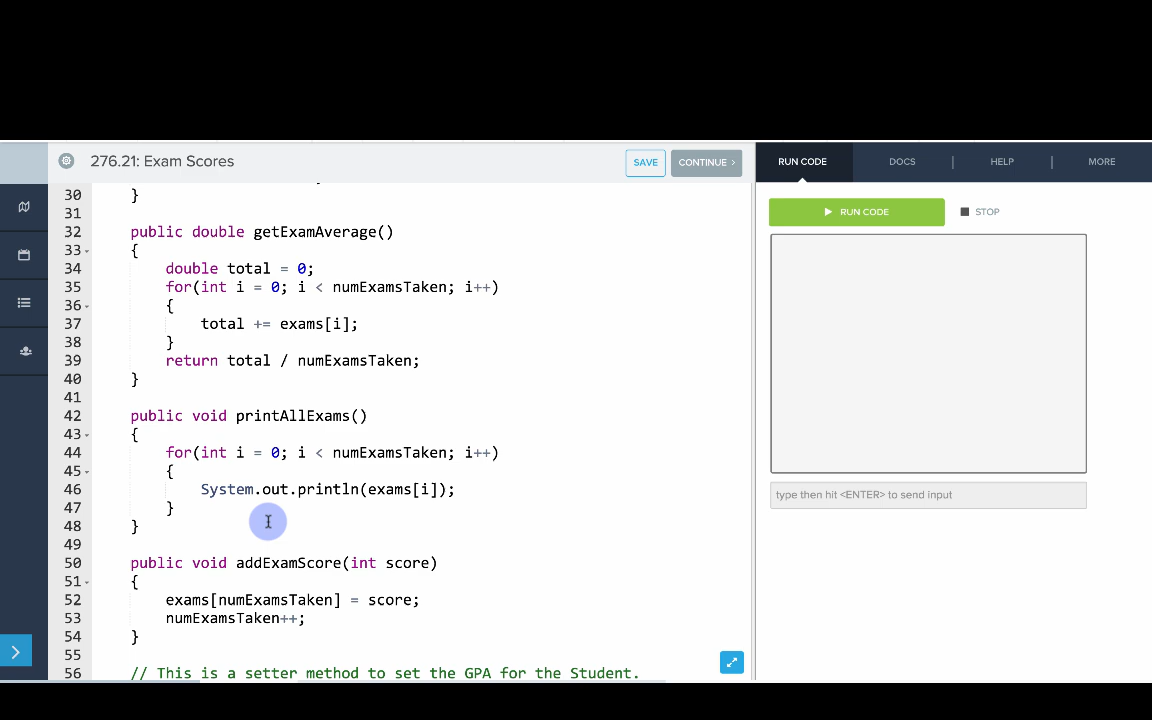 276.21: Exam Scores
SAVE
CONTINUE >
RUN CODE
DOCS
HELP
MORE
RUN CODE
STOP
type then hit <ENTER> to send input
30 }
31
32 public double getExamAverage()
33 {
34 double total = 0;
35 for(int i = 0; i < numExamsTaken; i++)
36 {
37 total += exams[i];
38 }
39 return total / numExamsTaken;
40 }
41
42 public void printAllExams()
43 {
44 for(int i = 0; i < numExamsTaken; i++)
45 {
46 System.out.println(exams[i]);
47 }
48 }
49
50 public void addExamScore(int score)
51 {
52 exams[numExamsTaken] = score;
53 numExamsTaken++;
54 }
55
56 // This is a setter method to set the GPA for the Student.